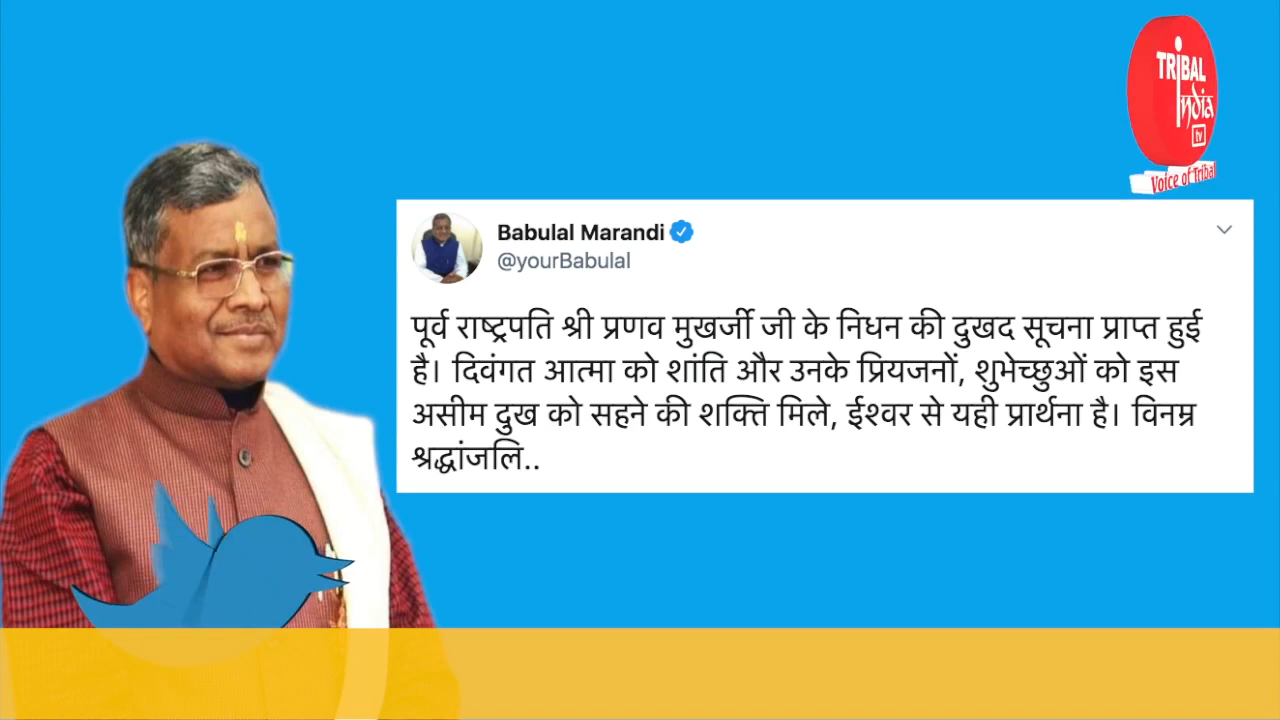 TRIBAL
India
tv
Voice of Tribal
Babulal Marandi
@yourBabulal
पूर्व राष्ट्रपति श्री प्रणव मुखर्जी जी के निधन की दुखद सूचना प्राप्त हुई
है। दिवंगत आत्मा को शांति और उनके प्रियजनों, शुभेच्छुओं को इस
असीम दुख को सहने की शक्ति मिले, ईश्वर से यही प्रार्थना है। विनम्र
श्रद्धांजलि..